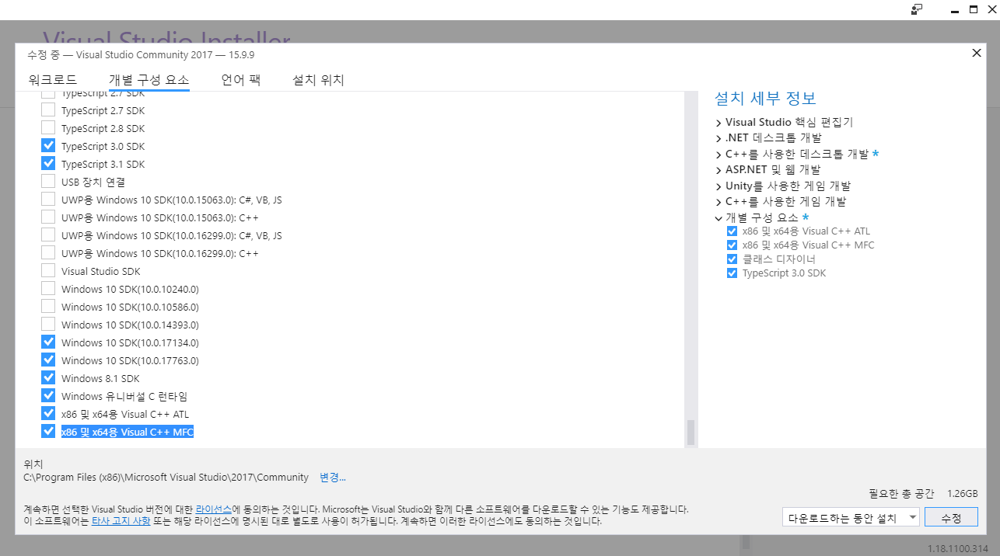 Visual Studio Installer
수정 중 — Visual Studio Community 2017 — 15.9.9
워크로드 개별 구성 요소 언어 팩 설치 위치
TypeScript 2.7 SDK
TypeScript 2.7 SDK
TypeScript 2.8 SDK
TypeScript 3.0 SDK
TypeScript 3.1 SDK
USB 장치 연결
UWP용 Windows 10 SDK(10.0.15063.0): C#, VB, JS
UWP용 Windows 10 SDK(10.0.15063.0): C++
UWP용 Windows 10 SDK(10.0.16299.0): C#, VB, JS
UWP용 Windows 10 SDK(10.0.16299.0): C++
Visual Studio SDK
Windows 10 SDK(10.0.10240.0)
Windows 10 SDK(10.0.10586.0)
Windows 10 SDK(10.0.14393.0)
Windows 10 SDK(10.0.17134.0)
Windows 10 SDK(10.0.17763.0)
Windows 8.1 SDK
Windows 유니버설 C 런타임
x86 및 x64용 Visual C++ ATL
x86 및 x64용 Visual C++ MFC
설치 세부 정보
Visual Studio 핵심 편집기
.NET 데스크톱 개발
C++를 사용한 데스크톱 개발 *
ASP.NET 및 웹 개발
Unity를 사용한 게임 개발
C++를 사용한 게임 개발
개별 구성 요소 *
x86 및 x64용 Visual C++ ATL
x86 및 x64용 Visual C++ MFC
클래스 디자이너
TypeScript 3.0 SDK
위치
C:\Program Files (x86)\Microsoft Visual Studio\2017\Community 변경...
필요한 총 공간 1.26GB
계속하면 선택한 Visual Studio 버전에 대한 라이선스에 동의하는 것입니다. Microsoft는 Visual Studio와 함께 다른 소프트웨어를 다운로드할 수 있는 기능도 제공합니다.
이 소프트웨어는 타사 고지 사항 또는 해당 라이선스에 명시된 대로 별도로 사용이 허가됩니다. 계속하면 이러한 라이선스에도 동의하는 것입니다.
다운로드하는 동안 설치 수정
1.18.1100.314